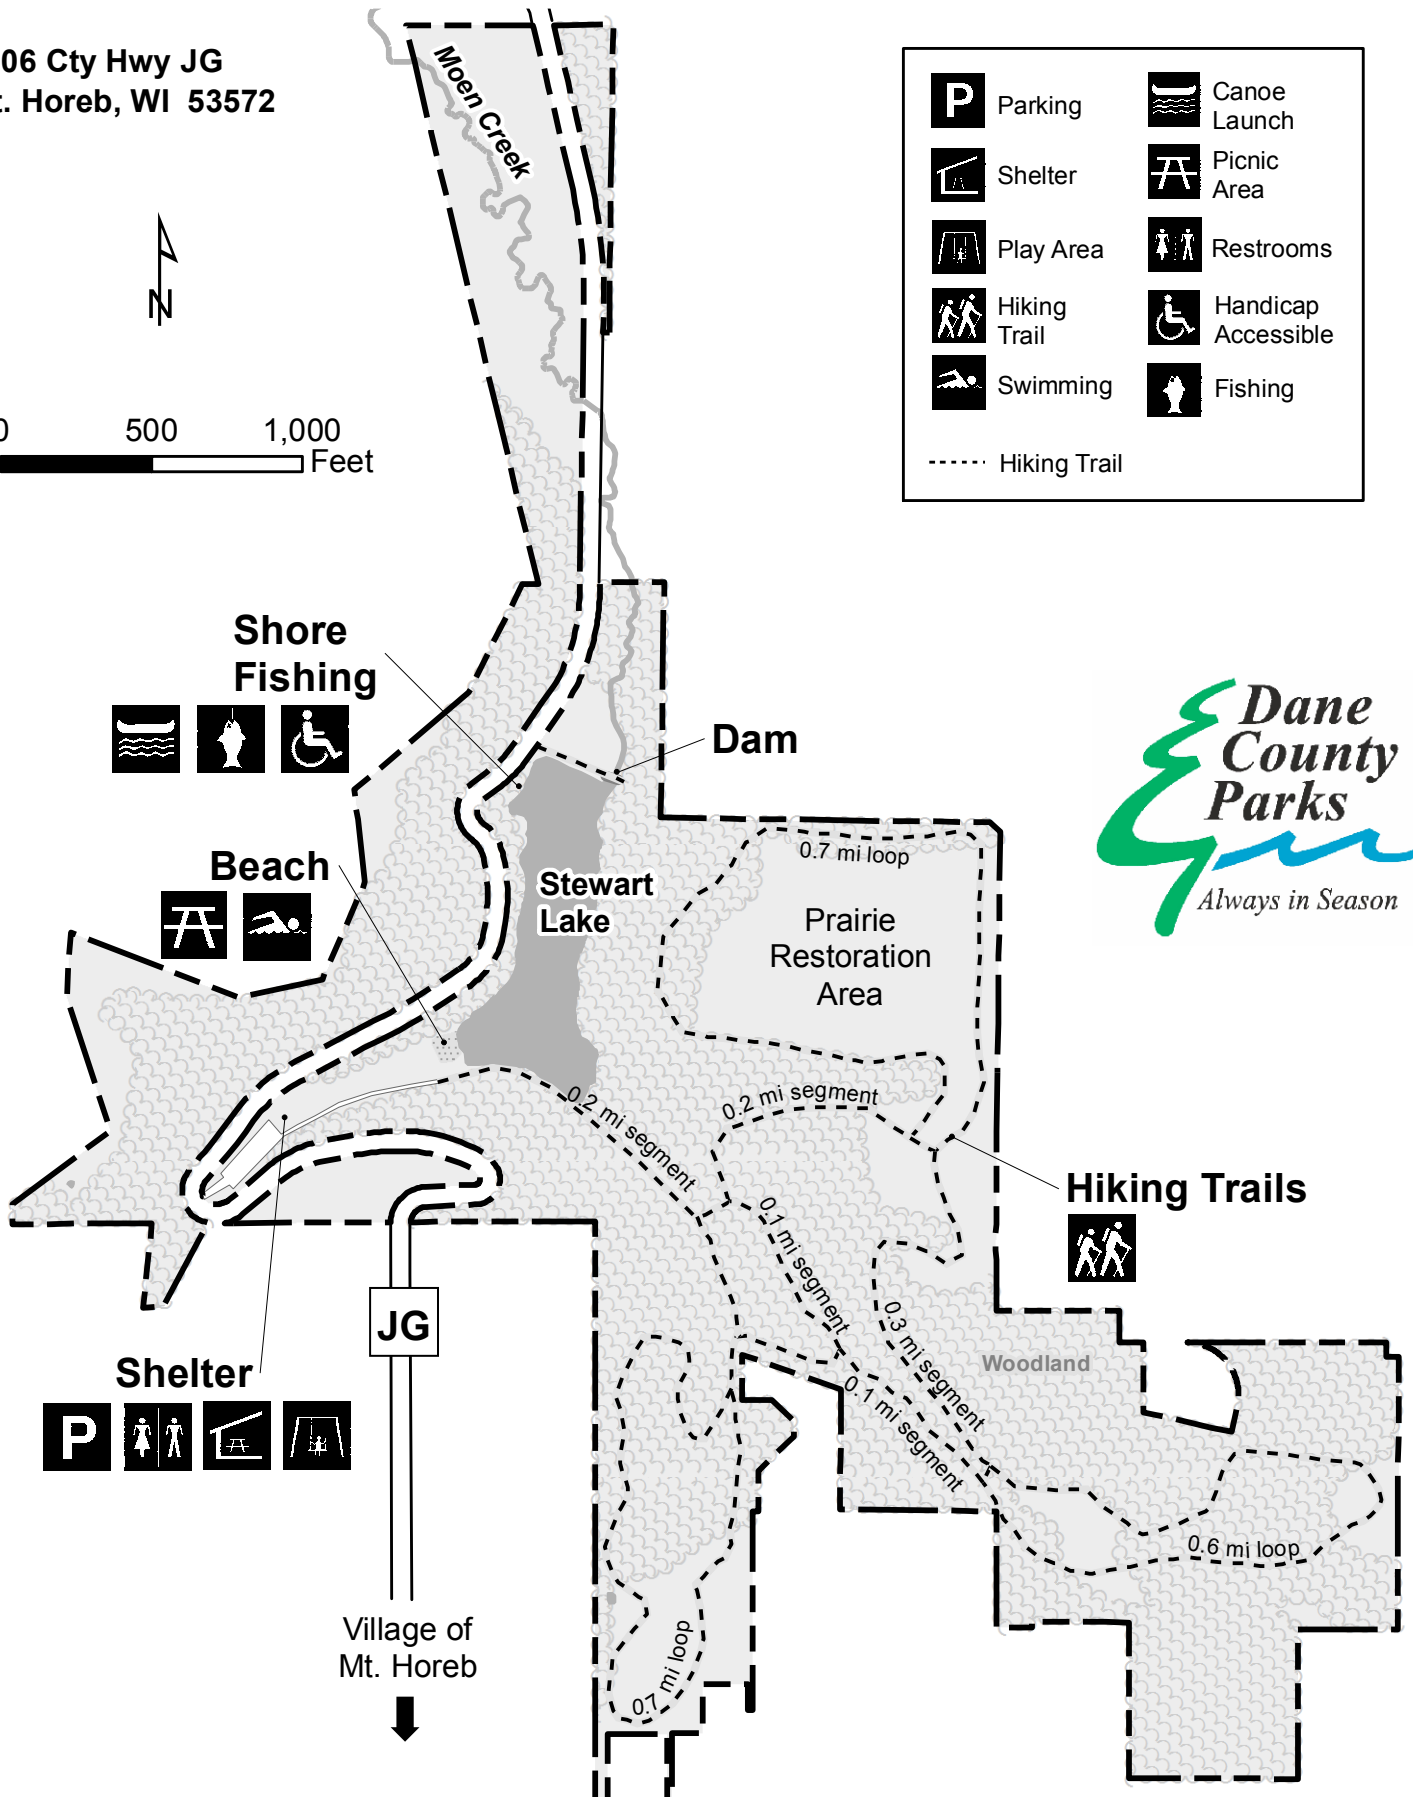 06 Cty Hwy JG
. Horeb, WI 53572
N
0
500
1,000
Feet
Moen Creek
P
Parking
Shelter
Play Area
Hiking
Trail
Swimming
Canoe
Launch
Picnic
Area
Restrooms
Handicap
Accessible
Fishing
Hiking Trail
Shore
Fishing
Dam
Beach
Stewart
Lake
0.7 mi loop
Prairie
Restoration
Area
Dane
County
Parks
Always in Season
0.2 mi segment
0.2 mi segment
Hiking Trails
0.1 mi segment
0.3 mi segment
Woodland
0.1 mi segment
JG
Shelter
P
0.6 mi loop
0.7 mi loop
Village of
Mt. Horeb